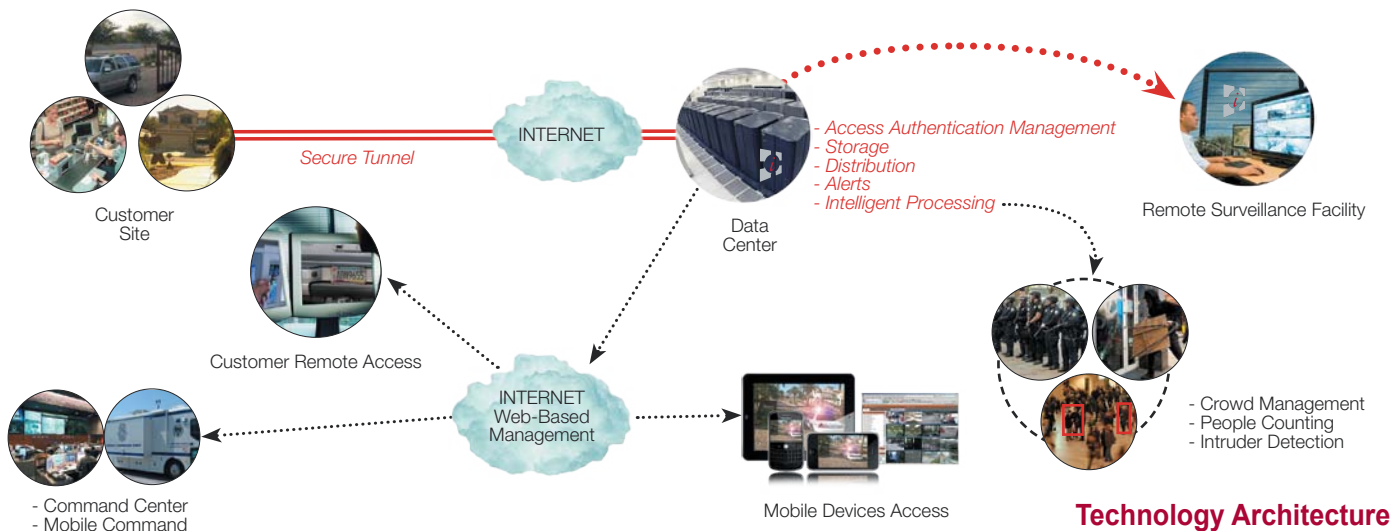 INTERNET
Secure Tunnel
- Access Authentication Management
- Storage
- Distribution
- Alerts
- Intelligent Processing
Customer
Site
Data
Center
Remote Surveillance Facility
Customer Remote Access
INTERNET
Web-Based
Management
- Crowd Management
- People Counting
- Intruder Detection
- Command Center
- Mobile Command
Mobile Devices Access
Technology Architecture